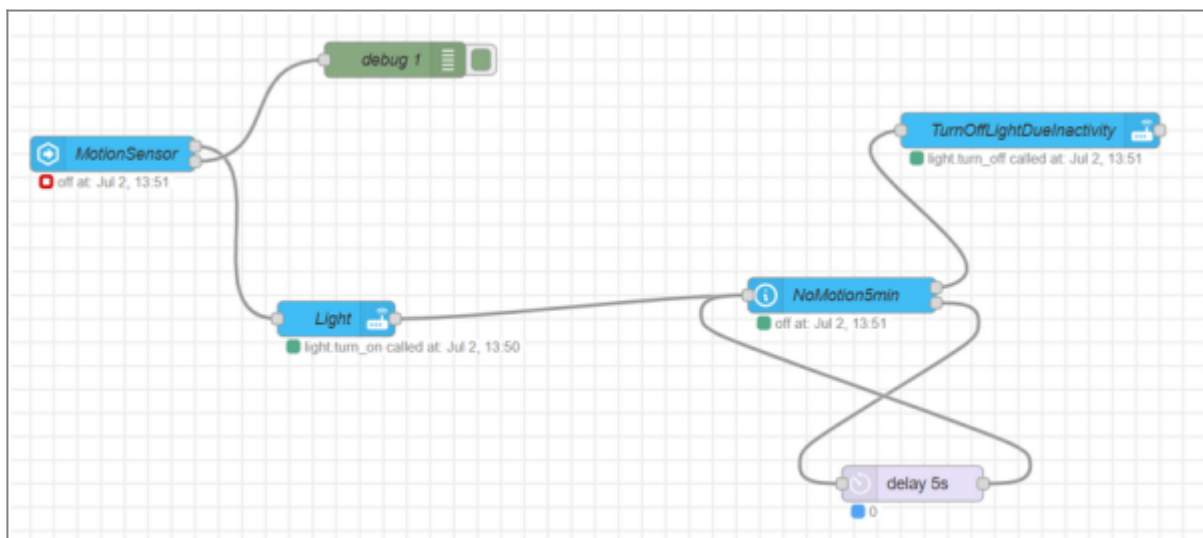 debug 1
MotionSensor
off at: Jul 2, 13:51
TurnOffLightDueInactivity
light.turn_off called at: Jul 2, 13:51
NoMotion5min
off at: Jul 2, 13:51
Light
light.turn_on called at: Jul 2, 13:50
delay 5s
0